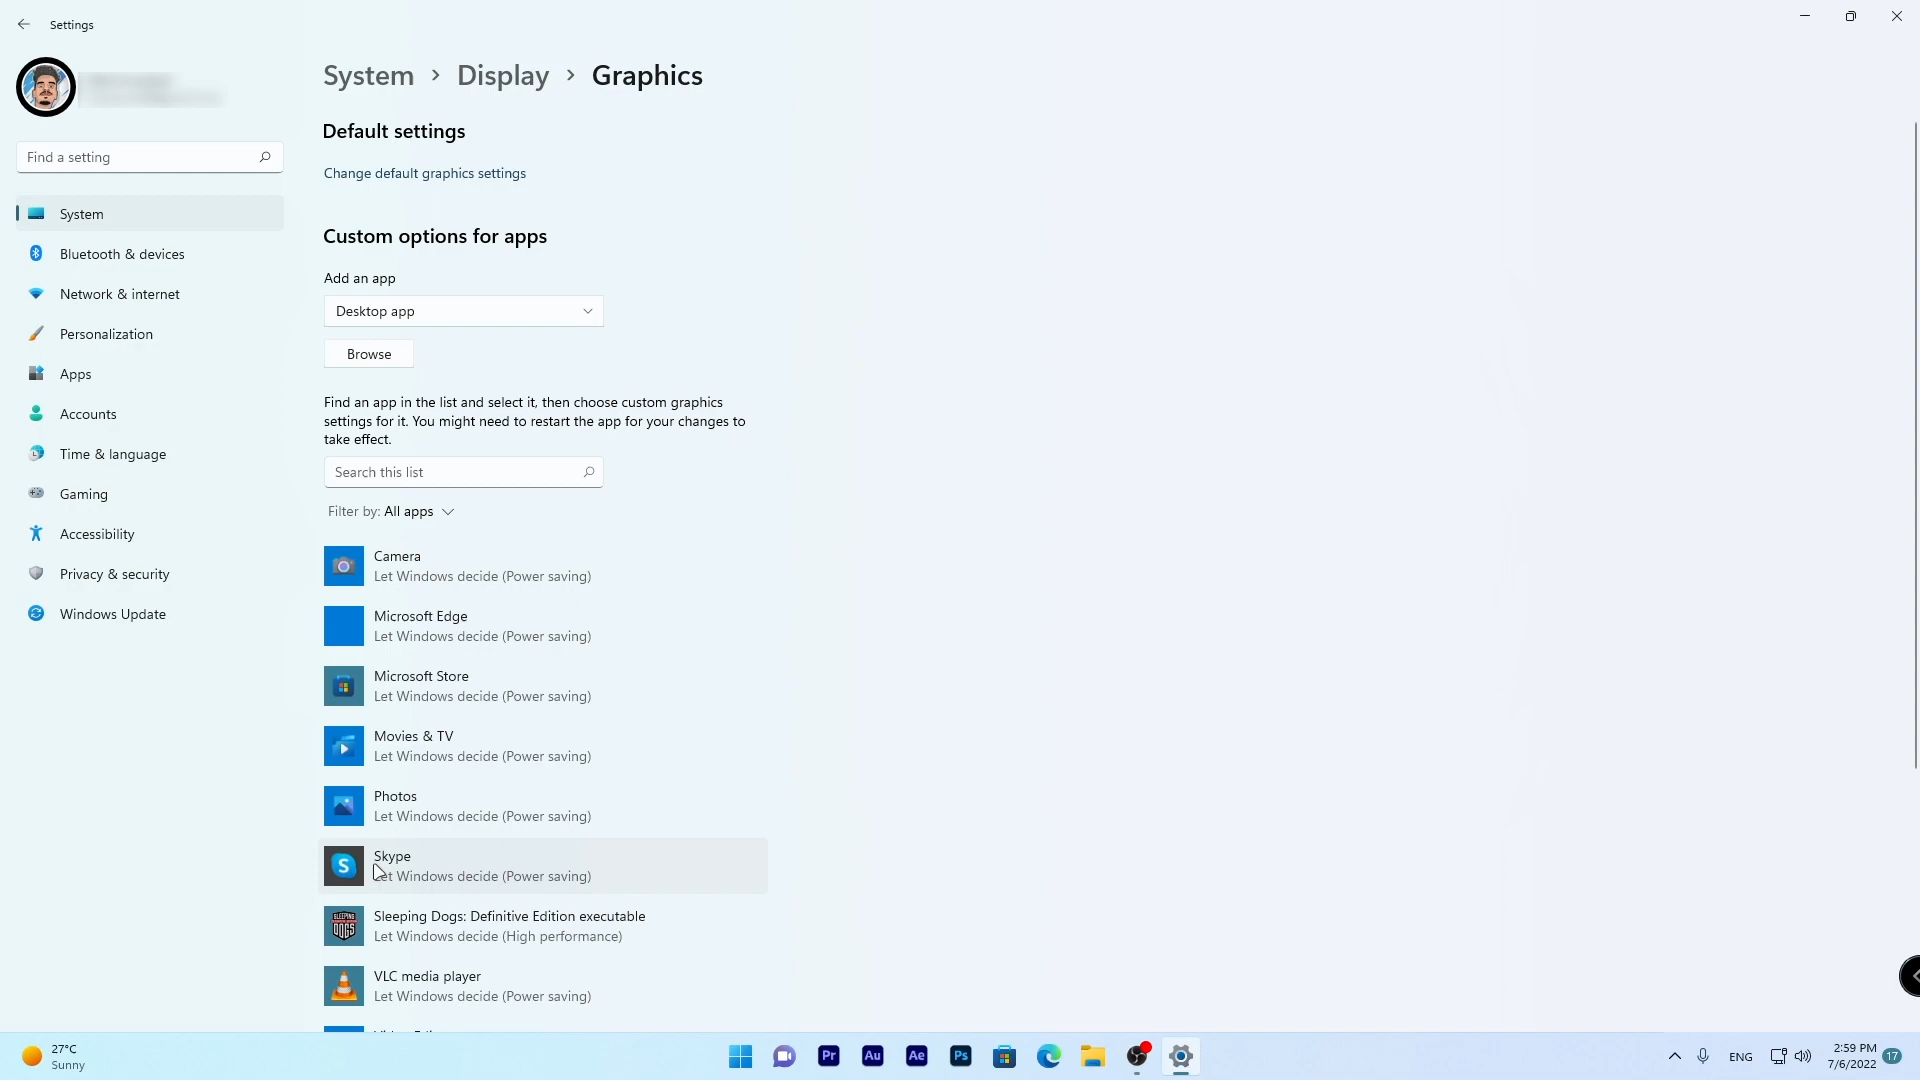 Settings
System > Display > Graphics
Find a setting
System
Bluetooth & devices
Network & internet
Personalization
Apps
Accounts
Time & language
Gaming
Accessibility
Privacy & security
Windows Update
Default settings
Change default graphics settings
Custom options for apps
Add an app
Desktop app
Browse
Find an app in the list and select it, then choose custom graphics
settings for it. You might need to restart the app for your changes to
take effect.
Search this list
Filter by: All apps
Camera
Let Windows decide (Power saving)
Microsoft Edge
Let Windows decide (Power saving)
Microsoft Store
Let Windows decide (Power saving)
Movies & TV
Let Windows decide (Power saving)
Photos
Let Windows decide (Power saving)
S
Skype
Let Windows decide (Power saving)
SLEEPING
DOGS
Sleeping Dogs: Definitive Edition executable
Let Windows decide (High performance)
VLC media player
Let Windows decide (Power saving)
27°C
Sunny
Pr
Au
Ae
Ps
ENG
2:59 PM
7/6/2022
17